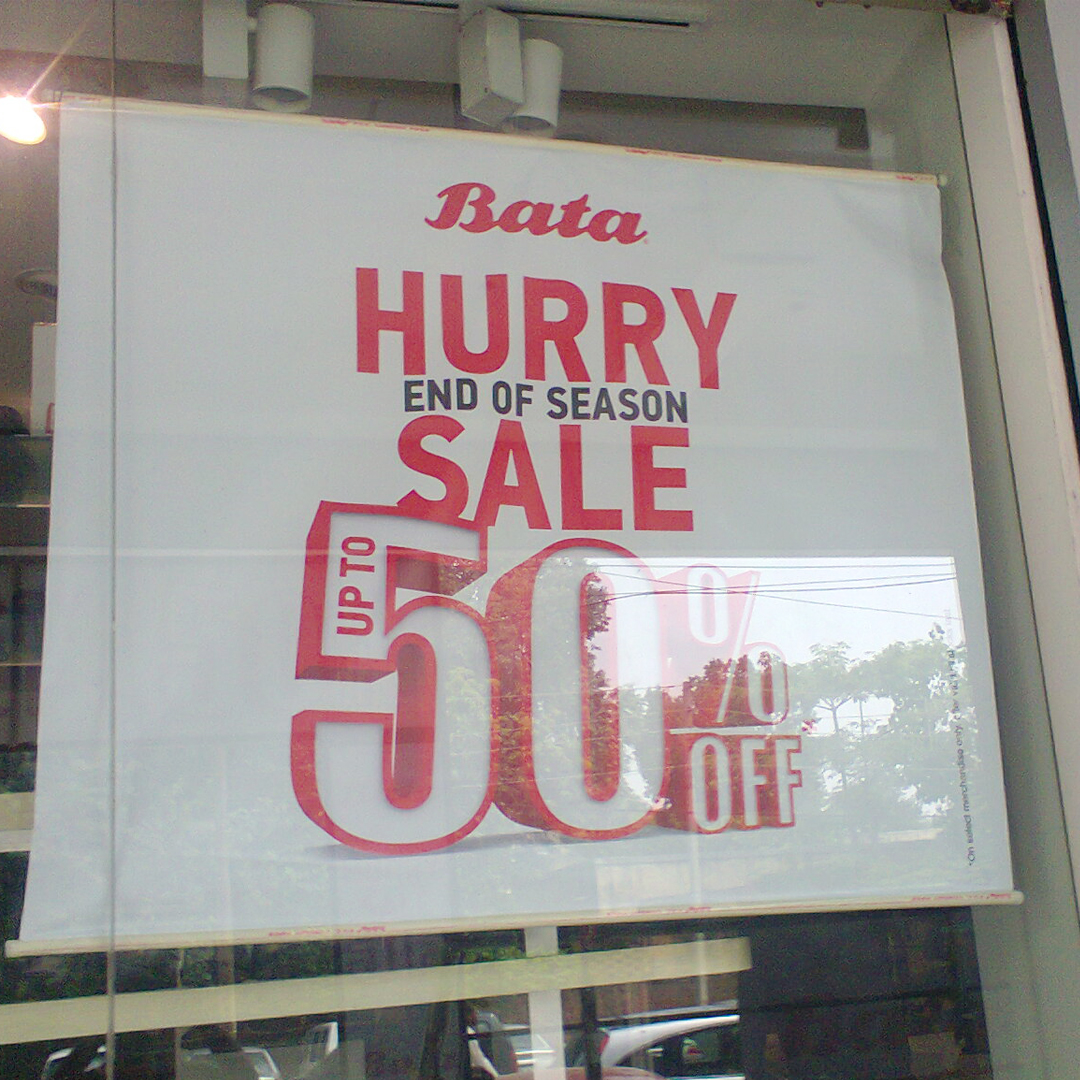 Bata
HURRY
END OF SEASON
SALE
UP TO
50%
OFF
*On select merchandise only